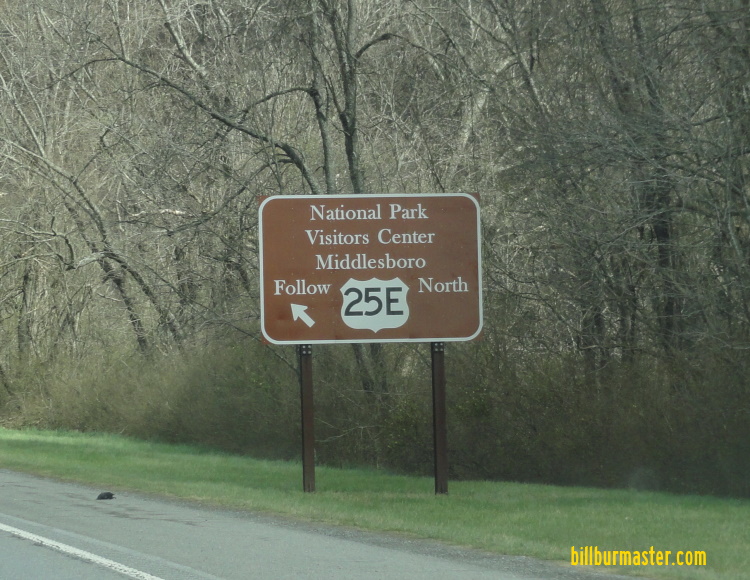 National Park
Visitors Center
Middlesboro
Follow 25E North
billburmaster.com